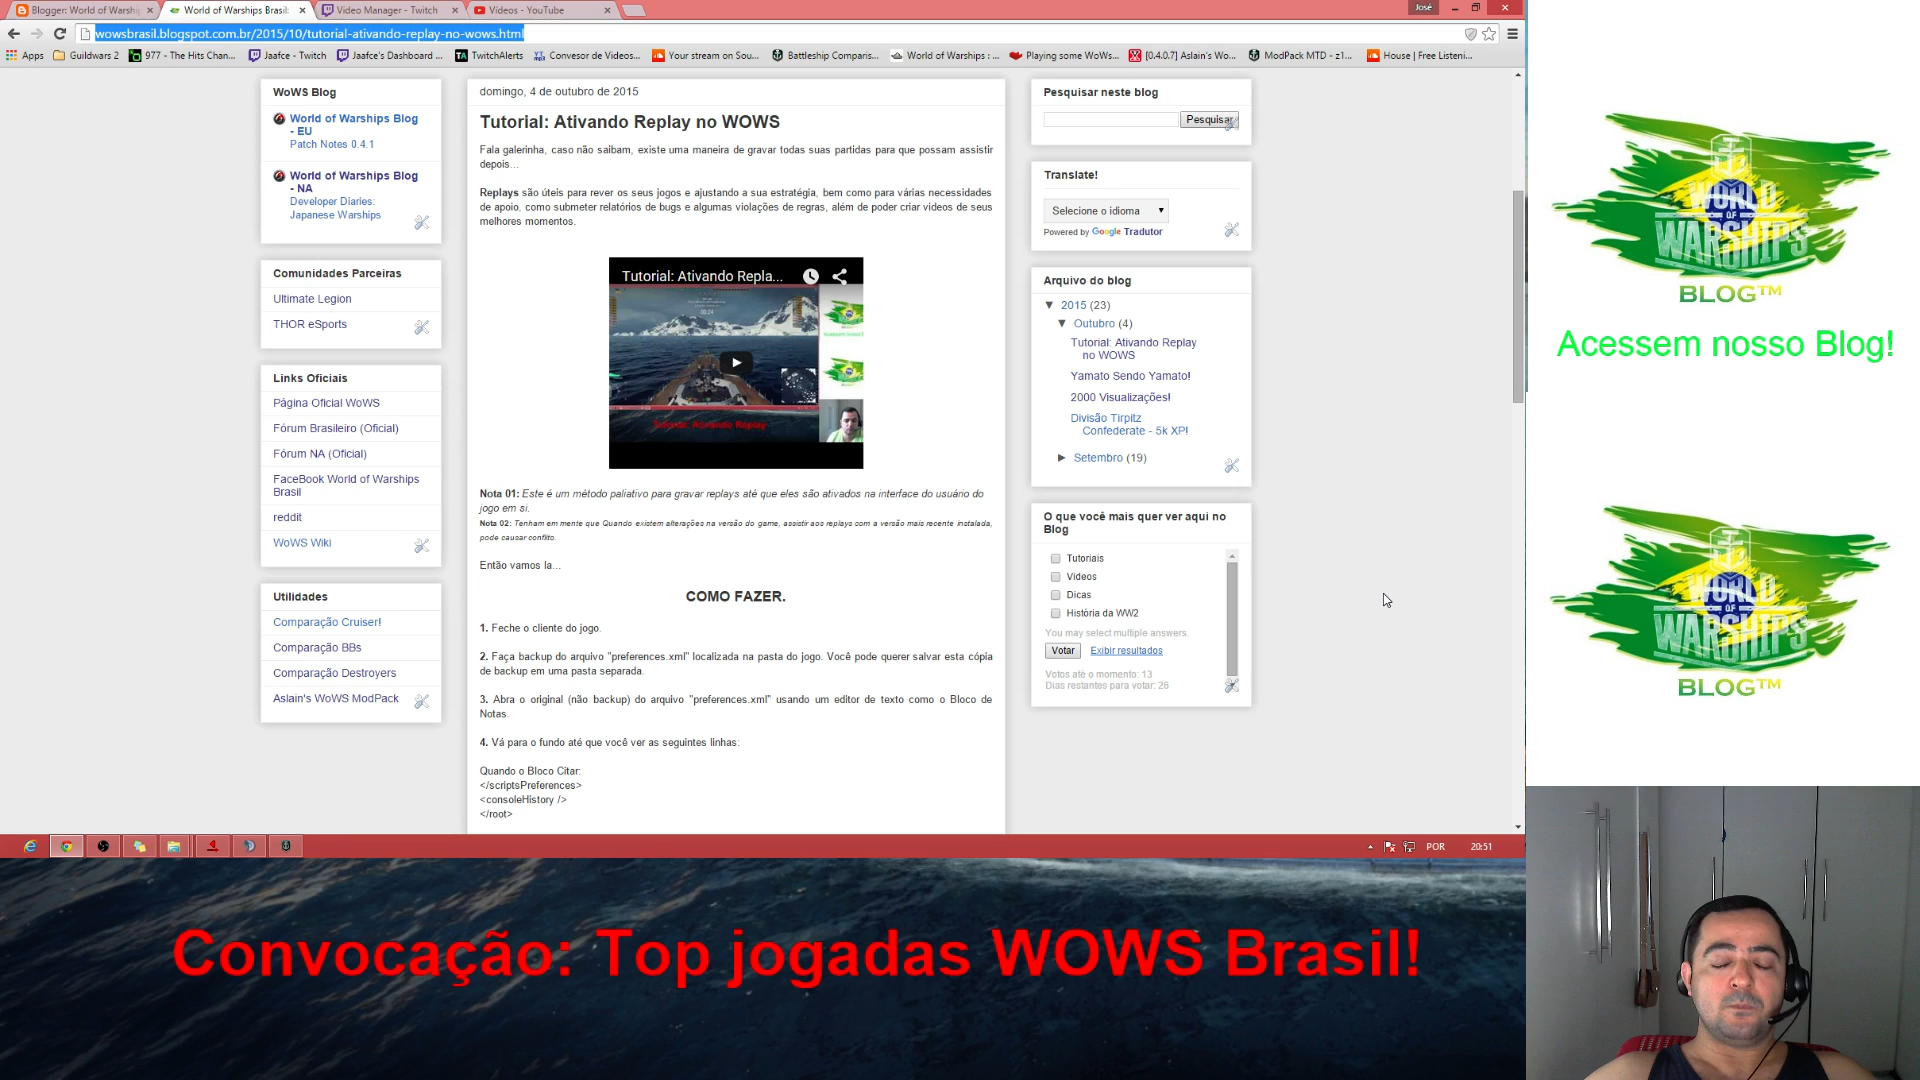 Blogger: World of Warship
World of Warships Brasil:
Video Manager - Twitch
Vídeos - YouTube
José
wowsbrasil.blogspot.com.br/2015/10/tutorial-ativando-replay-no-wows.html
Apps
Guildwars 2
977 - The Hits Chan...
Jaafce - Twitch
Jaafce's Dashboard ...
TwitchAlerts
Convesor de Videos...
Your stream on Sou...
Battleship Comparis...
World of Warships : ...
Playing some WoWs...
[0.4.0.7] Aslain's Wo...
ModPack MTD - z1...
House | Free Listeni...
WoWS Blog
World of Warships Blog
- EU
Patch Notes 0.4.1
World of Warships Blog
- NA
Developer Diaries:
Japanese Warships
Comunidades Parceiras
Ultimate Legion
THOR eSports
Links Oficiais
Página Oficial WoWS
Fórum Brasileiro (Oficial)
Fórum NA (Oficial)
FaceBook World of Warships
Brasil
reddit
WoWS Wiki
Utilidades
Comparação Cruiser!
Comparação BBs
Comparação Destroyers
Aslain's WoWS ModPack
domingo, 4 de outubro de 2015
Tutorial: Ativando Replay no WOWS
Fala galerinha, caso não saibam, existe uma maneira de gravar todas suas partidas para que possam assistir
depois...
Replays são úteis para rever os seus jogos e ajustando a sua estratégia, bem como para várias necessidades
de apoio, como submeter relatórios de bugs e algumas violações de regras, além de poder criar videos de seus
melhores momentos.
Tutorial: Ativando Repla...
Tutorial: Ativando Replay
Nota 01: Este é um método paliativo para gravar replays até que eles são ativados na interface do usuário do
jogo em si.
Nota 02: Tenham em mente que Quando existem alterações na versão do game, assistir aos replays com a versão mais recente instalada,
pode causar conflito.
Então vamos la...
COMO FAZER.
1. Feche o cliente do jogo.
2. Faça backup do arquivo "preferences.xml" localizada na pasta do jogo. Você pode querer salvar esta cópia
de backup em uma pasta separada.
3. Abra o original (não backup) do arquivo "preferences.xml" usando um editor de texto como o Bloco de
Notas.
4. Vá para o fundo até que você ver as seguintes linhas:
Quando o Bloco Citar:
</scriptsPreferences>
<consoleHistory />
</root>
Pesquisar neste blog
Pesquisar
Translate!
Selecione o idioma
Powered by Google Tradutor
Arquivo do blog
▼ 2015 (23)
▼ Outubro (4)
Tutorial: Ativando Replay
no WOWS
Yamato Sendo Yamato!
2000 Visualizações!
Divisão Tirpitz
Confederate - 5k XP!
► Setembro (19)
O que você mais quer ver aqui no
Blog
Tutoriais
Videos
Dicas
História da WW2
You may select multiple answers.
Votar
Exibir resultados
Votos até o momento: 13
Dias restantes para votar: 26
POR
20:51
WORLD
OF
WARSHIPS
BLOG™
Acessem nosso Blog!
WORLD
OF
WARSHIPS
BLOG™
Convocação: Top jogadas WOWS Brasil!